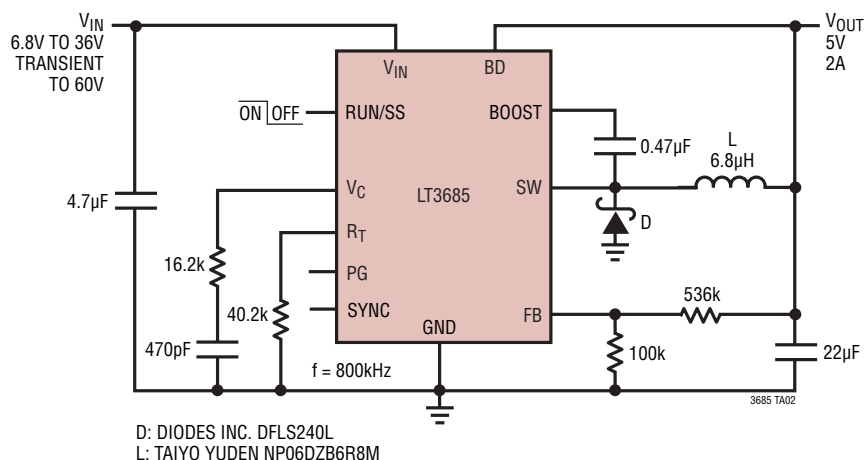 VIN
6.8V TO 36V
TRANSIENT
TO 60V
VOUT
5V
2A
VIN
BD
ON OFF
RUN/SS
BOOST
0.47µF
L
6.8µH
4.7µF
VC
LT3685
SW
D
RT
16.2k
PG
40.2k
SYNC
FB
536k
GND
470pF
f = 800kHz
100k
22µF
3685 TA02
D: DIODES INC. DFLS240L
L: TAIYO YUDEN NP06DZB6R8M